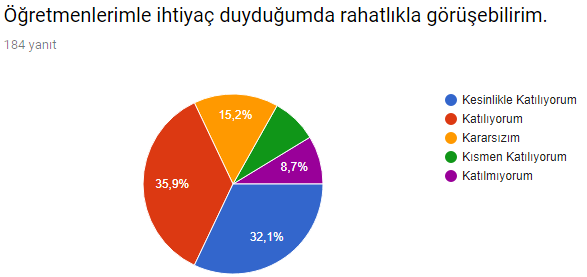 Öğretmenlerimle ihtiyaç duyduğumda rahatlıkla görüşebilirim.
184 yanıt
Kesinlikle Katılıyorum
Katılıyorum
Kararsızım
Kısmen Katılıyorum
Katılmıyorum
15,2%
8,7%
35,9%
32,1%